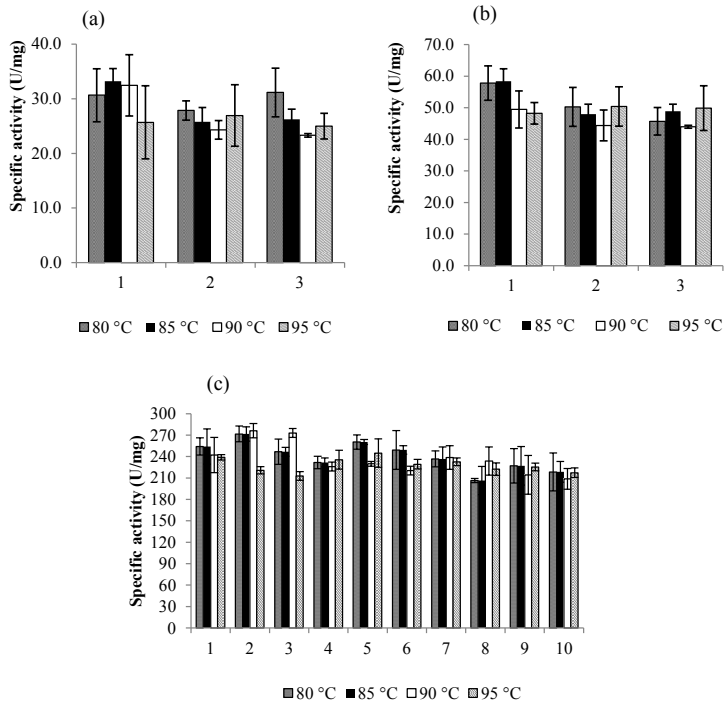 (a)
Specific activity (U/mg)
40.0
30.0
20.0
10.0
0.0
1 2 3
80 °C 85 °C 90 °C 95 °C
(b)
Specific activity (U/mg)
70.0
60.0
50.0
40.0
30.0
20.0
10.0
0.0
1 2 3
80 °C 85 °C 90 °C 95 °C
(c)
Specific activity (U/mg)
300
270
240
210
180
150
120
90
60
30
0
1 2 3 4 5 6 7 8 9 10
80 °C 85 °C 90 °C 95 °C